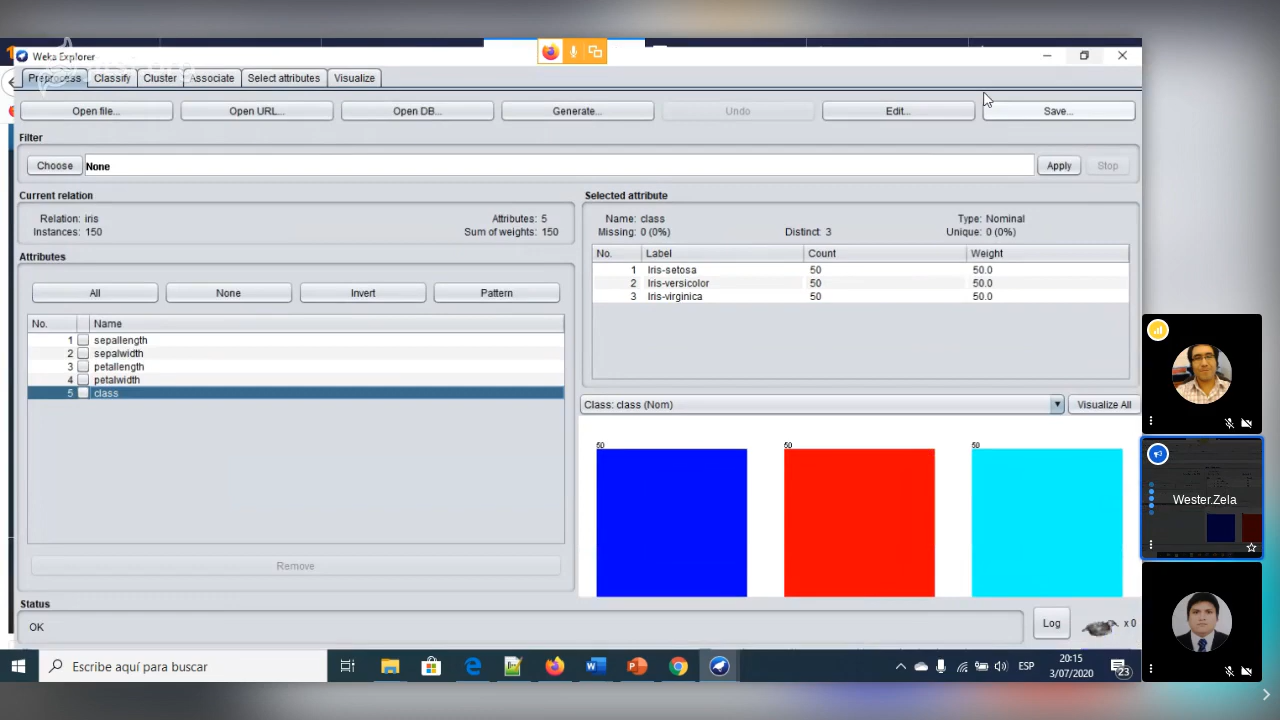 Weka Explorer
Preprocess Classify Cluster Associate Select attributes Visualize
Open file... Open URL... Open DB... Generate... Undo Edit... Save...
Filter
Choose None Apply Stop
Current relation
Relation: iris Attributes: 5
Instances: 150 Sum of weights: 150
Attributes
All None Invert Pattern
No. Name
1 sepallength
2 sepalwidth
3 petallength
4 petalwidth
5 class
Remove
Selected attribute
Name: class Type: Nominal
Missing: 0 (0%) Distinct: 3 Unique: 0 (0%)
No. Label Count Weight
1 Iris-setosa 50 50.0
2 Iris-versicolor 50 50.0
3 Iris-virginica 50 50.0
Class: class (Nom) Visualize All
50 50 50
Status
OK Log x 0
Wester.Zela
Escribe aquí para buscar
ESP
20:15
3/07/2020
23